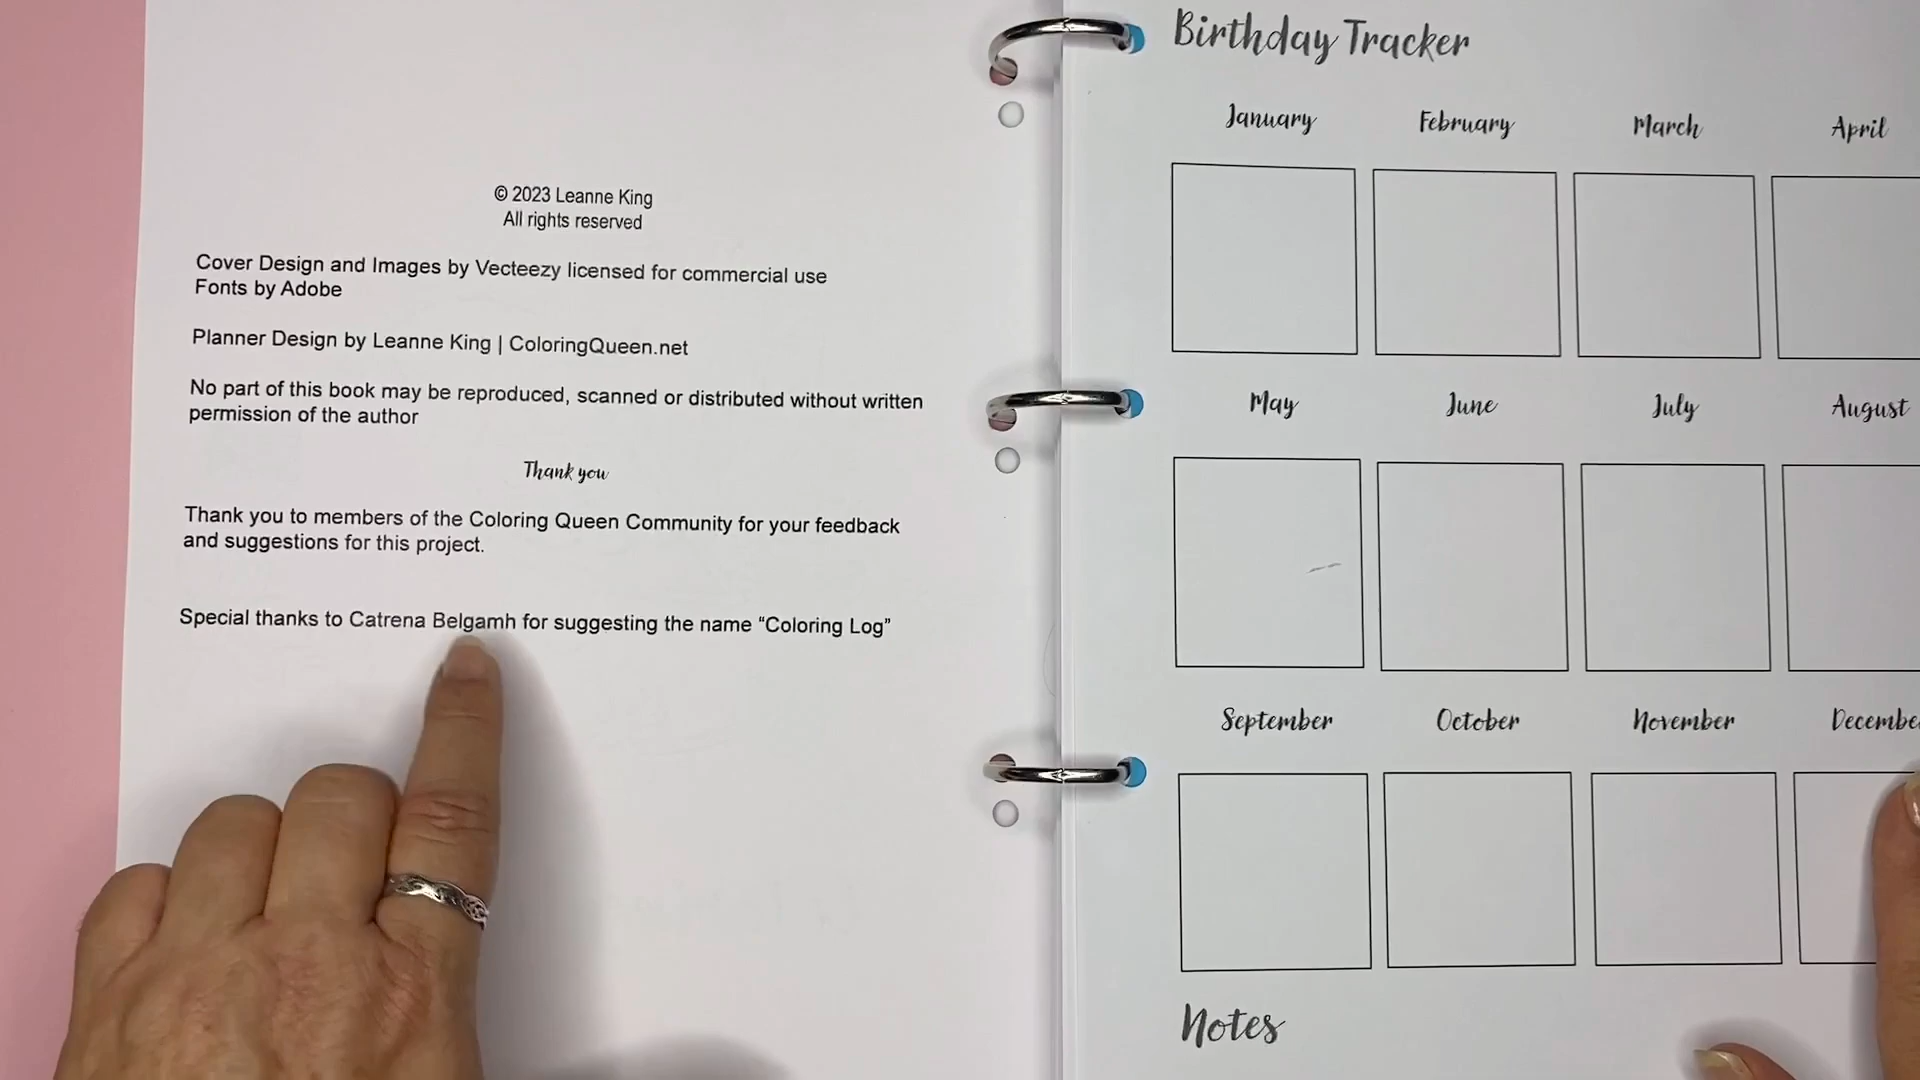 © 2023 Leanne King
All rights reserved
Cover Design and Images by Vecteezy licensed for commercial use
Fonts by Adobe
Planner Design by Leanne King | ColoringQueen.net
No part of this book may be reproduced, scanned or distributed without written
permission of the author
Thank you
Thank you to members of the Coloring Queen Community for your feedback
and suggestions for this project.
Special thanks to Catrena Belgamh for suggesting the name “Coloring Log”
Birthday Tracker
January February March April
May June July August
September October November Decembe
Notes